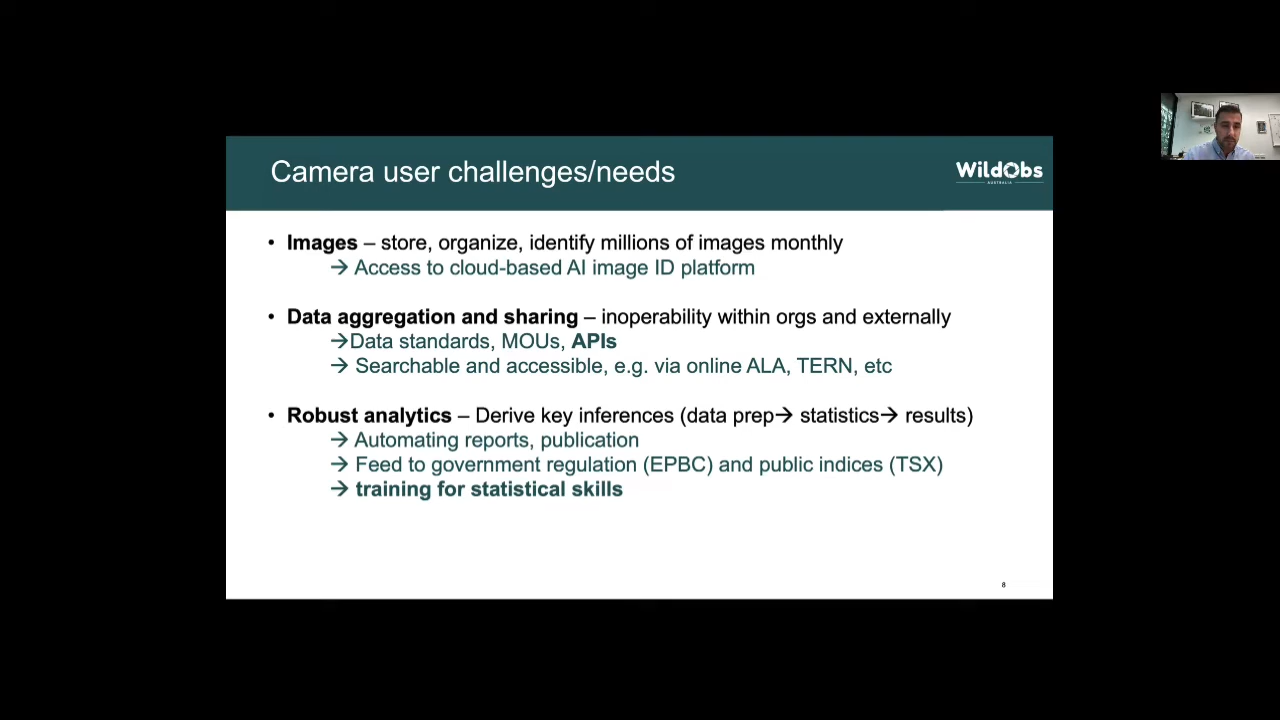 Camera user challenges/needs
WildObs
AUSTRALIA
• Images – store, organize, identify millions of images monthly
→ Access to cloud-based AI image ID platform
• Data aggregation and sharing – inoperability within orgs and externally
→Data standards, MOUs, APIs
→ Searchable and accessible, e.g. via online ALA, TERN, etc
• Robust analytics – Derive key inferences (data prep→ statistics→ results)
→ Automating reports, publication
→ Feed to government regulation (EPBC) and public indices (TSX)
→ training for statistical skills
8